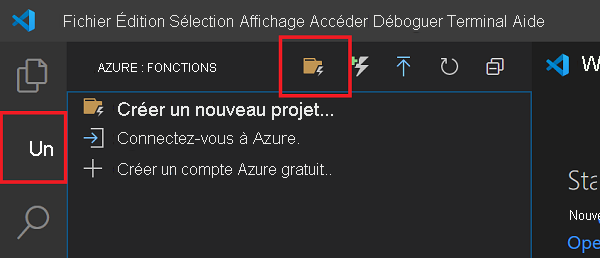 Fichier Édition Sélection Affichage Accéder Déboguer Terminal Aide
AZURE : FONCTIONS
W
Créer un nouveau projet...
Un
Connectez-vous à Azure.
Créer un compte Azure gratuit..
Sta
Nouve
Ope